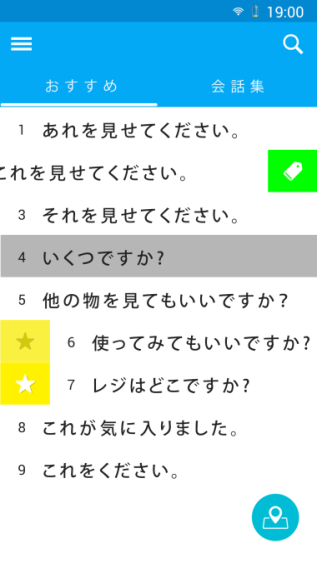 19:00
おすすめ 会話集
1 あれを見せてください。
これを見せてください。
3 それを見せてください。
4 いくつですか?
5 他の物を見てもいいですか?
6 使ってみてもいいですか?
7 レジはどこですか?
8 これが気に入りました。
9 これをください。